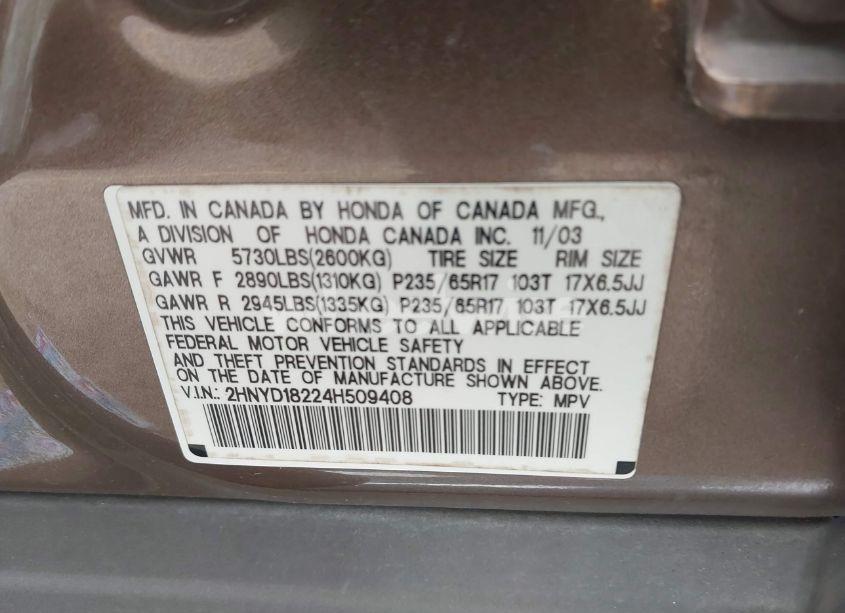 MFD. IN CANADA BY HONDA OF CANADA MFG.,
A DIVISION OF HONDA CANADA INC. 11/03
GVWR 5730LBS(2600KG) TIRE SIZE RIM SIZE
GAWR F 2890LBS(1310KG) P235/65R17 103T 17X6.5JJ
GAWR R 2945LBS(1335KG) P235/65R17 103T 17X6.5JJ
THIS VEHICLE CONFORMS TO ALL APPLICABLE
FEDERAL MOTOR VEHICLE SAFETY
AND THEFT PREVENTION STANDARDS IN EFFECT
ON THE DATE OF MANUFACTURE SHOWN ABOVE.
V.I.N.: 2HNYD18224H509408 TYPE: MPV